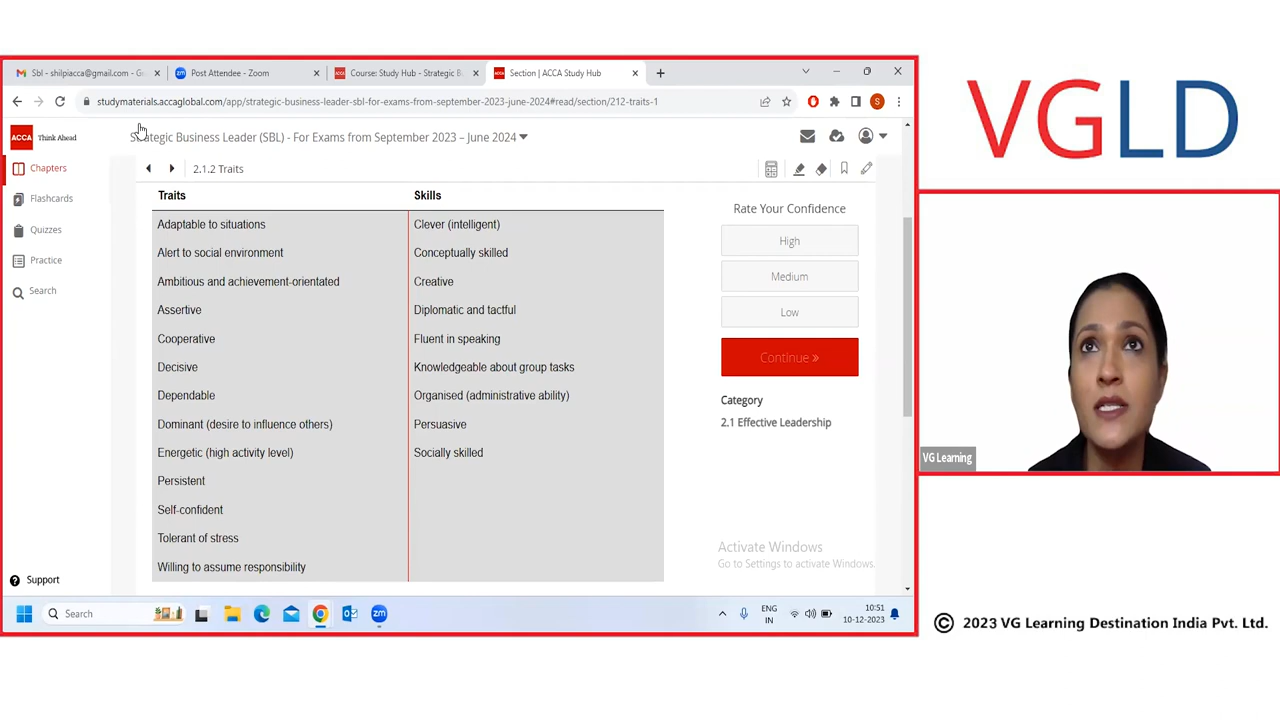 Sbl - shilpiacca@gmail.com - G
Post Attendee - Zoom
Course: Study Hub - Strategic B
Section | ACCA Study Hub
studymaterials.accaglobal.com/app/strategic-business-leader-sbl-for-exams-from-september-2023-june-2024#read/section/212-traits-1
S
ACCA
Think Ahead
Strategic Business Leader (SBL) - For Exams from September 2023 – June 2024
Chapters
Flashcards
Quizzes
Practice
Search
Support
2.1.2 Traits
Traits Skills
Adaptable to situations Clever (intelligent)
Alert to social environment Conceptually skilled
Ambitious and achievement-orientated Creative
Assertive Diplomatic and tactful
Cooperative Fluent in speaking
Decisive Knowledgeable about group tasks
Dependable Organised (administrative ability)
Dominant (desire to influence others) Persuasive
Energetic (high activity level) Socially skilled
Persistent
Self-confident
Tolerant of stress
Willing to assume responsibility
Rate Your Confidence
High
Medium
Low
Continue »
Category
2.1 Effective Leadership
Activate Windows
Go to Settings to activate Windows.
Search
ENG
IN
10:51
10-12-2023
VGLD
VG Learning
© 2023 VG Learning Destination India Pvt. Ltd.